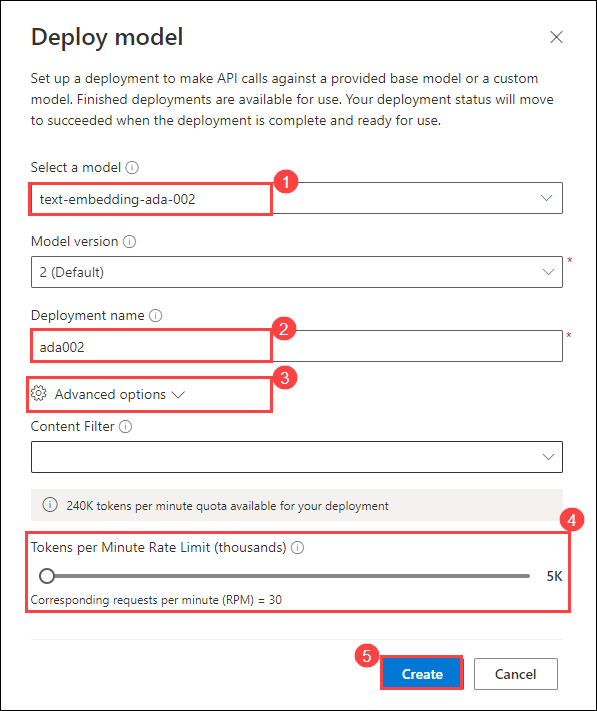 Deploy model
Set up a deployment to make API calls against a provided base model or a custom
model. Finished deployments are available for use. Your deployment status will move
to succeeded when the deployment is complete and ready for use.
Select a model
1
text-embedding-ada-002
Model version
2 (Default)
*
Deployment name
2
ada002
*
3
Advanced options
Content Filter
240K tokens per minute quota available for your deployment
4
Tokens per Minute Rate Limit (thousands)
5K
Corresponding requests per minute (RPM) = 30
5
Create
Cancel